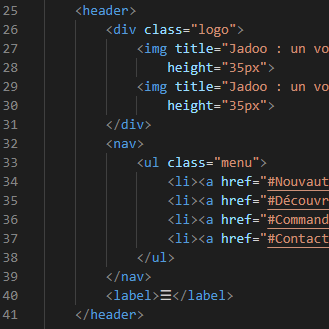 25 <header>
26 <div class="logo">
27 <img title="Jadoo : un vo
28 height="35px">
29 <img title="Jadoo : un vo
30 height="35px">
31 </div>
32 <nav>
33 <ul class="menu">
34 <li><a href="#Nouvaut
35 <li><a href="#Découvr
36 <li><a href="#Command
37 <li><a href="#Contact
38 </ul>
39 </nav>
40 <label>☰</label>
41 </header>